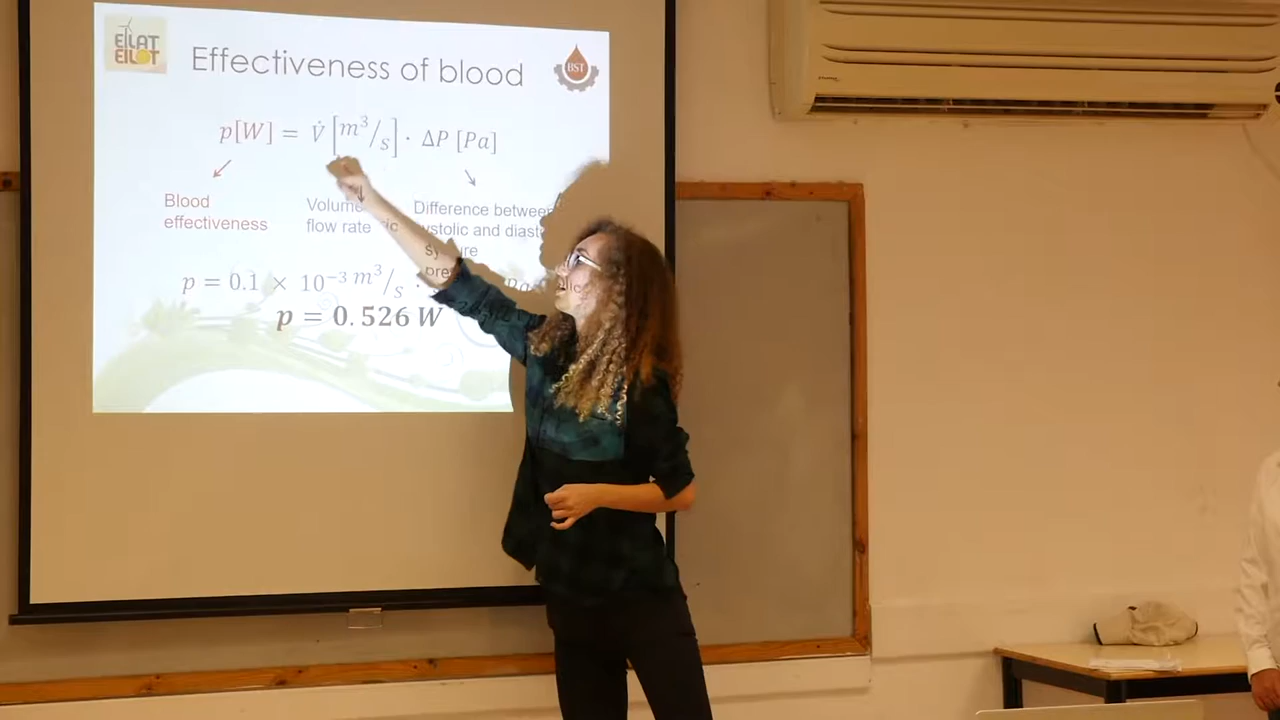 EILAT
EILOT
Effectiveness of blood
BST
p[W] = V̇ [m³/s] · ΔP [Pa]
Blood
effectiveness
Volume
flow rate
Difference between
systolic and diast
pre
p = 0.1 × 10⁻³ m³/s ·
p = 0.526 W